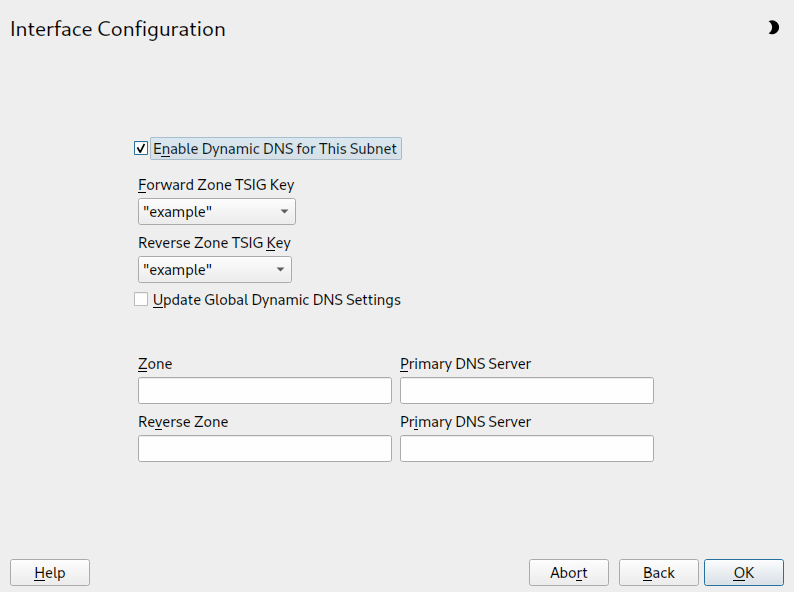 Interface Configuration
Enable Dynamic DNS for This Subnet
Forward Zone TSIG Key
"example"
Reverse Zone TSIG Key
"example"
Update Global Dynamic DNS Settings
Zone Primary DNS Server
Reverse Zone Primary DNS Server
Help Abort Back OK